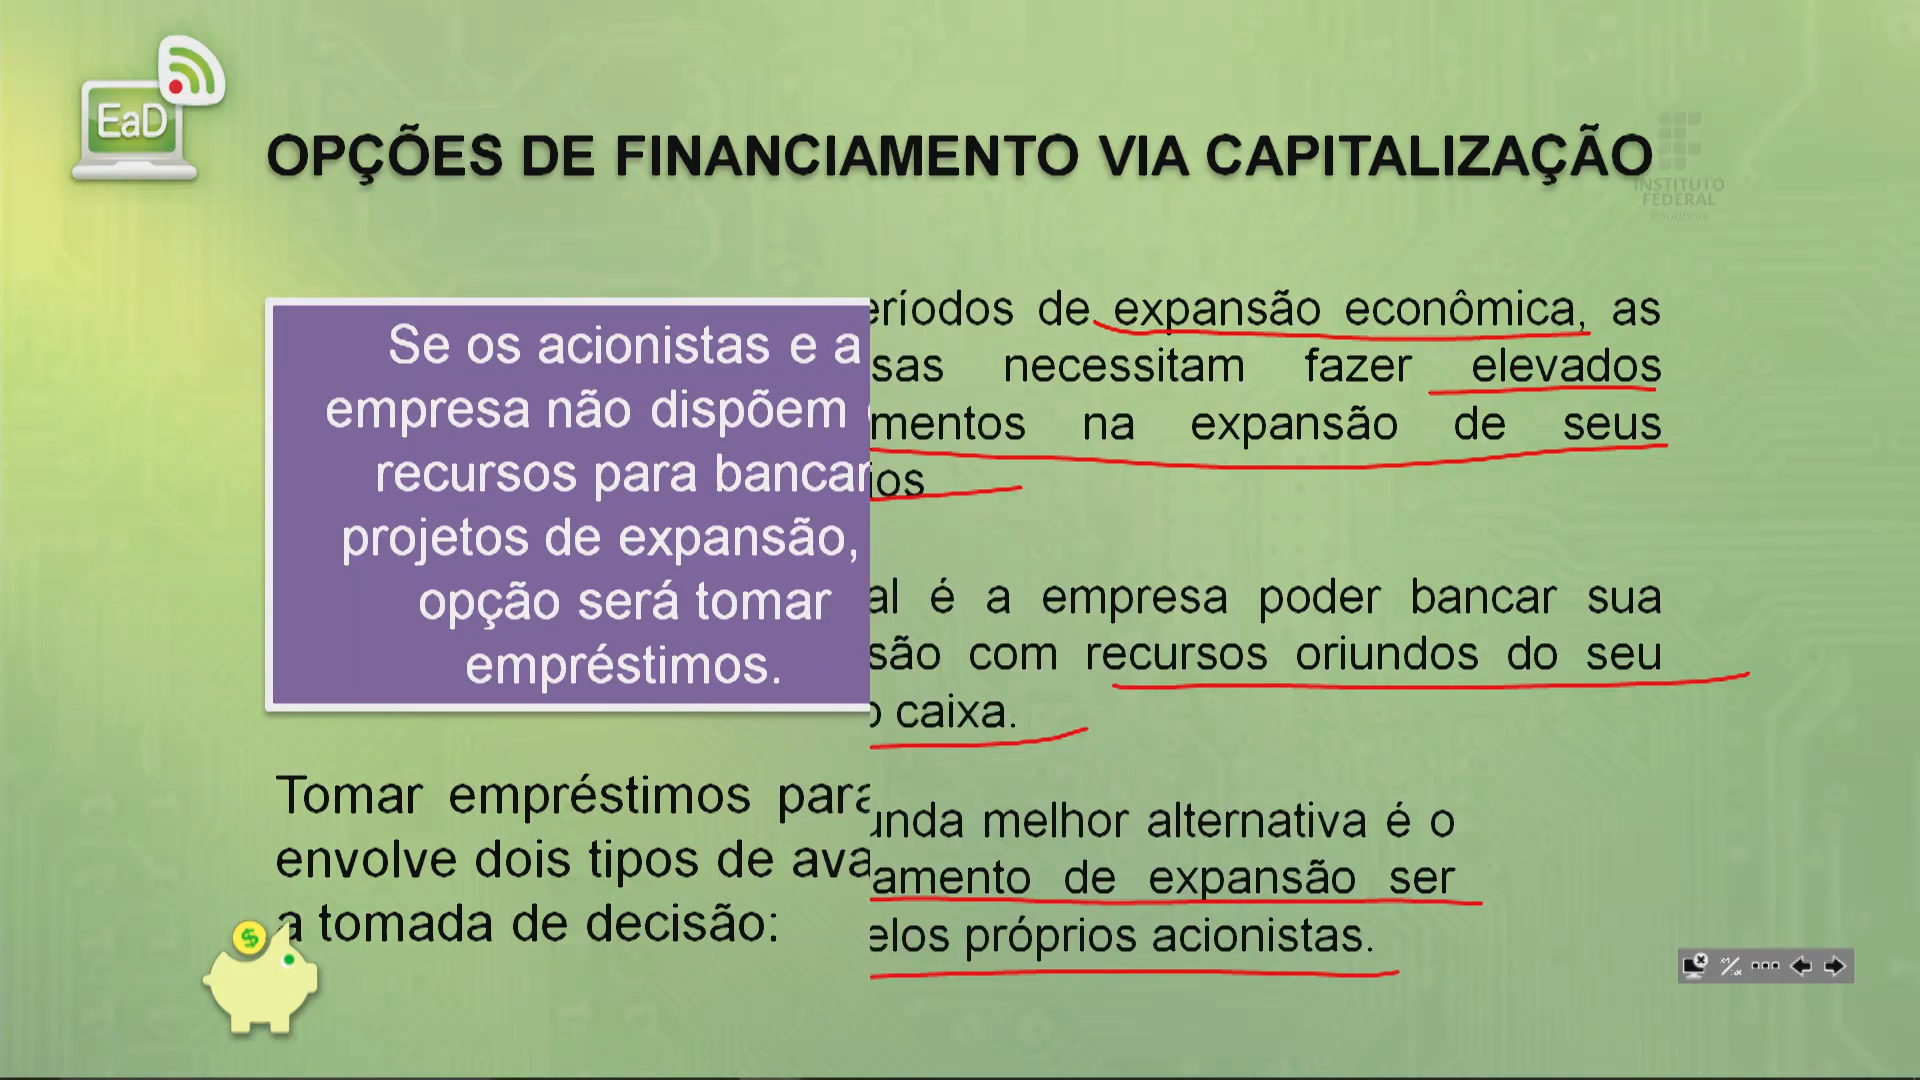 EaD
OPÇÕES DE FINANCIAMENTO VIA CAPITALIZAÇÃO
INSTITUTO
FEDERAL
Rondônia
Se os acionistas e a
empresa não dispõem
recursos para bancar
projetos de expansão,
opção será tomar
empréstimos.
Tomar empréstimos para
envolve dois tipos de ava
a tomada de decisão:
eríodos de expansão econômica, as
sas necessitam fazer elevados
mentos na expansão de seus
ios
al é a empresa poder bancar sua
são com recursos oriundos do seu
o caixa.
unda melhor alternativa é o
amento de expansão ser
elos próprios acionistas.